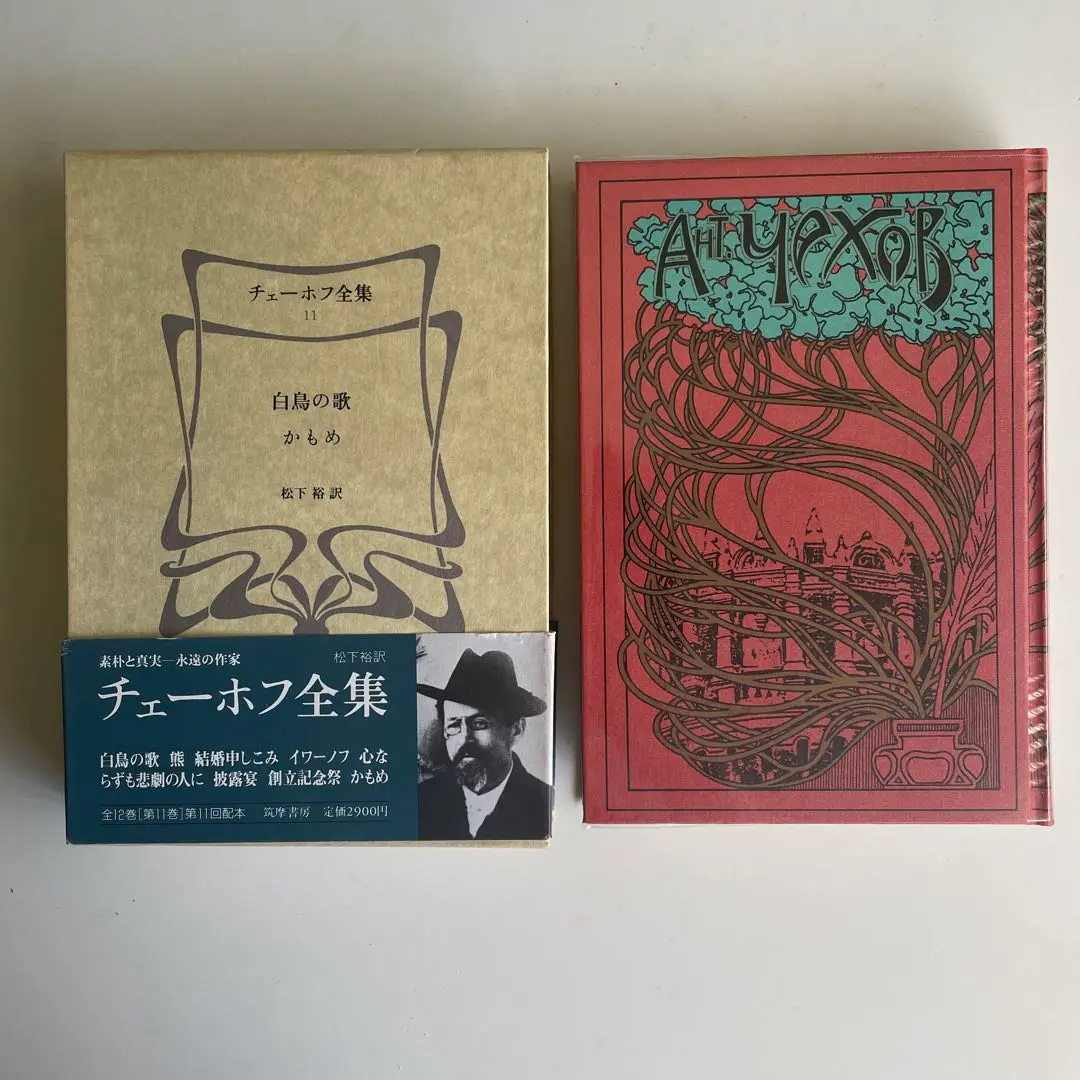 チェーホフ全集
11
白鳥の歌
かもめ
松下 裕 訳
素朴と真実―永遠の作家
松下裕訳
チェーホフ全集
白鳥の歌 熊 結婚申しこみ イワーノフ 心な
らずも悲劇の人に 披露宴 創立記念祭 かもめ
全12巻[第11巻]第11回配本 筑摩書房 定価2900円
Ант. Чехов